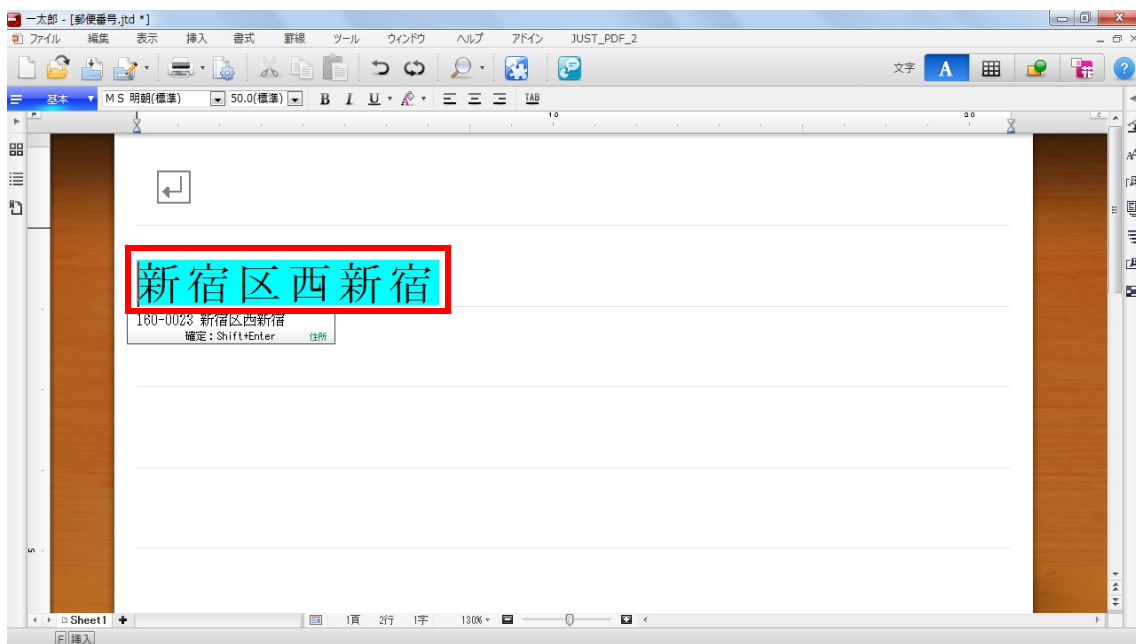 一太郎 - [郵便番号.jtd *]
ファイル 編集 表示 挿入 書式 罫線 ツール ウィンドウ ヘルプ アドイン JUST_PDF_2
文字 A
基本 MS 明朝(標準) 50.0(標準) B I U TAB
10 20
新宿区西新宿
160-0023 新宿区西新宿
確定：Shift+Enter 住所
5
Sheet1 1頁 2行 1字 130%
挿入